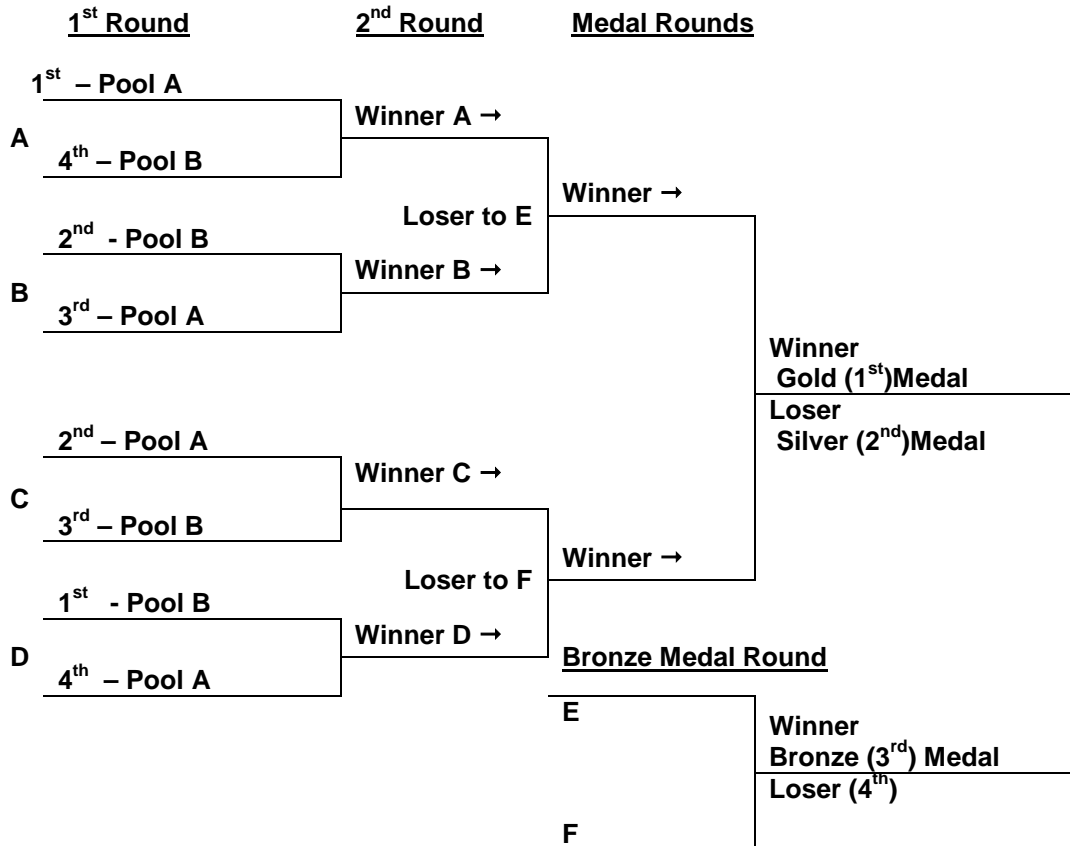 1st Round 2nd Round Medal Rounds
1st – Pool A
Winner A →
A
4th – Pool B
Winner →
Loser to E
2nd - Pool B
Winner B →
B
3rd – Pool A
Winner
Gold (1st)Medal
Loser
Silver (2nd)Medal
2nd – Pool A
Winner C →
C
3rd – Pool B
Winner →
Loser to F
1st - Pool B
Winner D →
D
Bronze Medal Round
4th – Pool A
E
Winner
Bronze (3rd) Medal
Loser (4th)
F